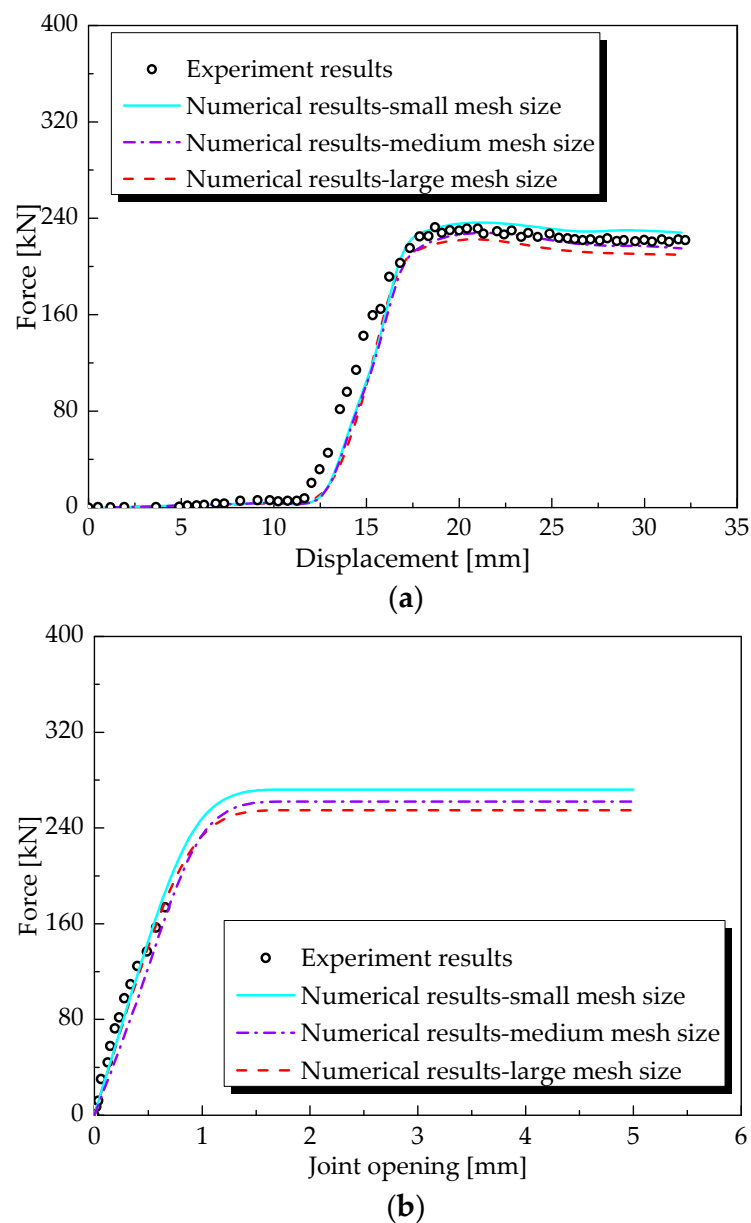 400
320
240
160
80
0
Force [kN]
Experiment results
Numerical results-small mesh size
Numerical results-medium mesh size
Numerical results-large mesh size
0 5 10 15 20 25 30 35
Displacement [mm]
(a)
400
320
240
160
80
0
Force [kN]
Experiment results
Numerical results-small mesh size
Numerical results-medium mesh size
Numerical results-large mesh size
0 1 2 3 4 5 6
Joint opening [mm]
(b)